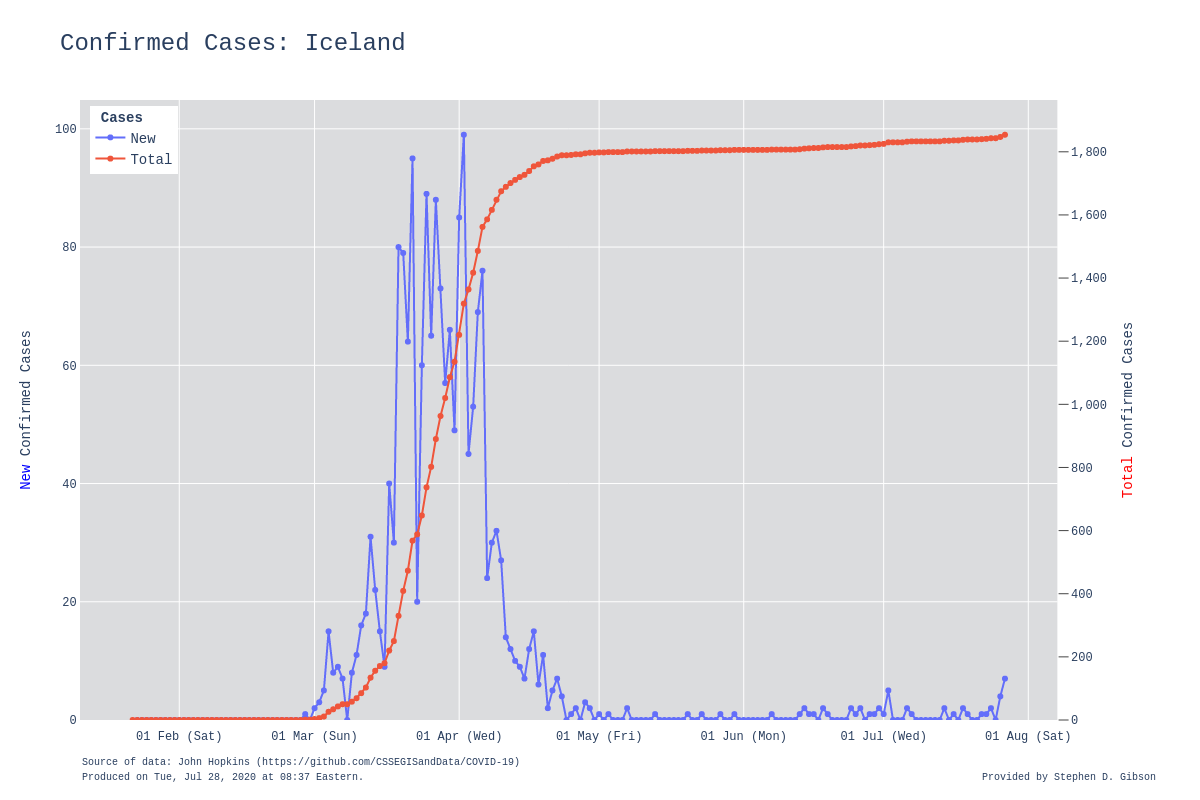 Confirmed Cases: Iceland
Cases
New
Total
100
80
60
40
20
0
New Confirmed Cases
1,800
1,600
1,400
1,200
1,000
800
600
400
200
0
Total Confirmed Cases
01 Feb (Sat) 01 Mar (Sun) 01 Apr (Wed) 01 May (Fri) 01 Jun (Mon) 01 Jul (Wed) 01 Aug (Sat)
Source of data: John Hopkins (https://github.com/CSSEGISandData/COVID-19)
Produced on Tue, Jul 28, 2020 at 08:37 Eastern.
Provided by Stephen D. Gibson